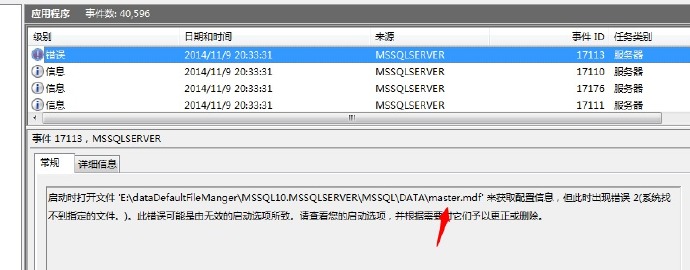 应用程序 事件数: 40,596
级别 日期和时间 来源 事件 ID 任务类别
错误 2014/11/9 20:33:31 MSSQLSERVER 17113 服务器
信息 2014/11/9 20:33:31 MSSQLSERVER 17110 服务器
信息 2014/11/9 20:33:31 MSSQLSERVER 17176 服务器
信息 2014/11/9 20:33:31 MSSQLSERVER 17111 服务器
事件 17113，MSSQLSERVER
常规 详细信息
启动时打开文件 'E:\dataDefaultFileManger\MSSQL10.MSSQLSERVER\MSSQL\DATA\master.mdf' 来获取配置信息，但此时出现错误 2(系统找
不到指定的文件。)。此错误可能是由无效的启动选项所致。请查看您的启动选项，并根据需要对它们予以更正或删除。